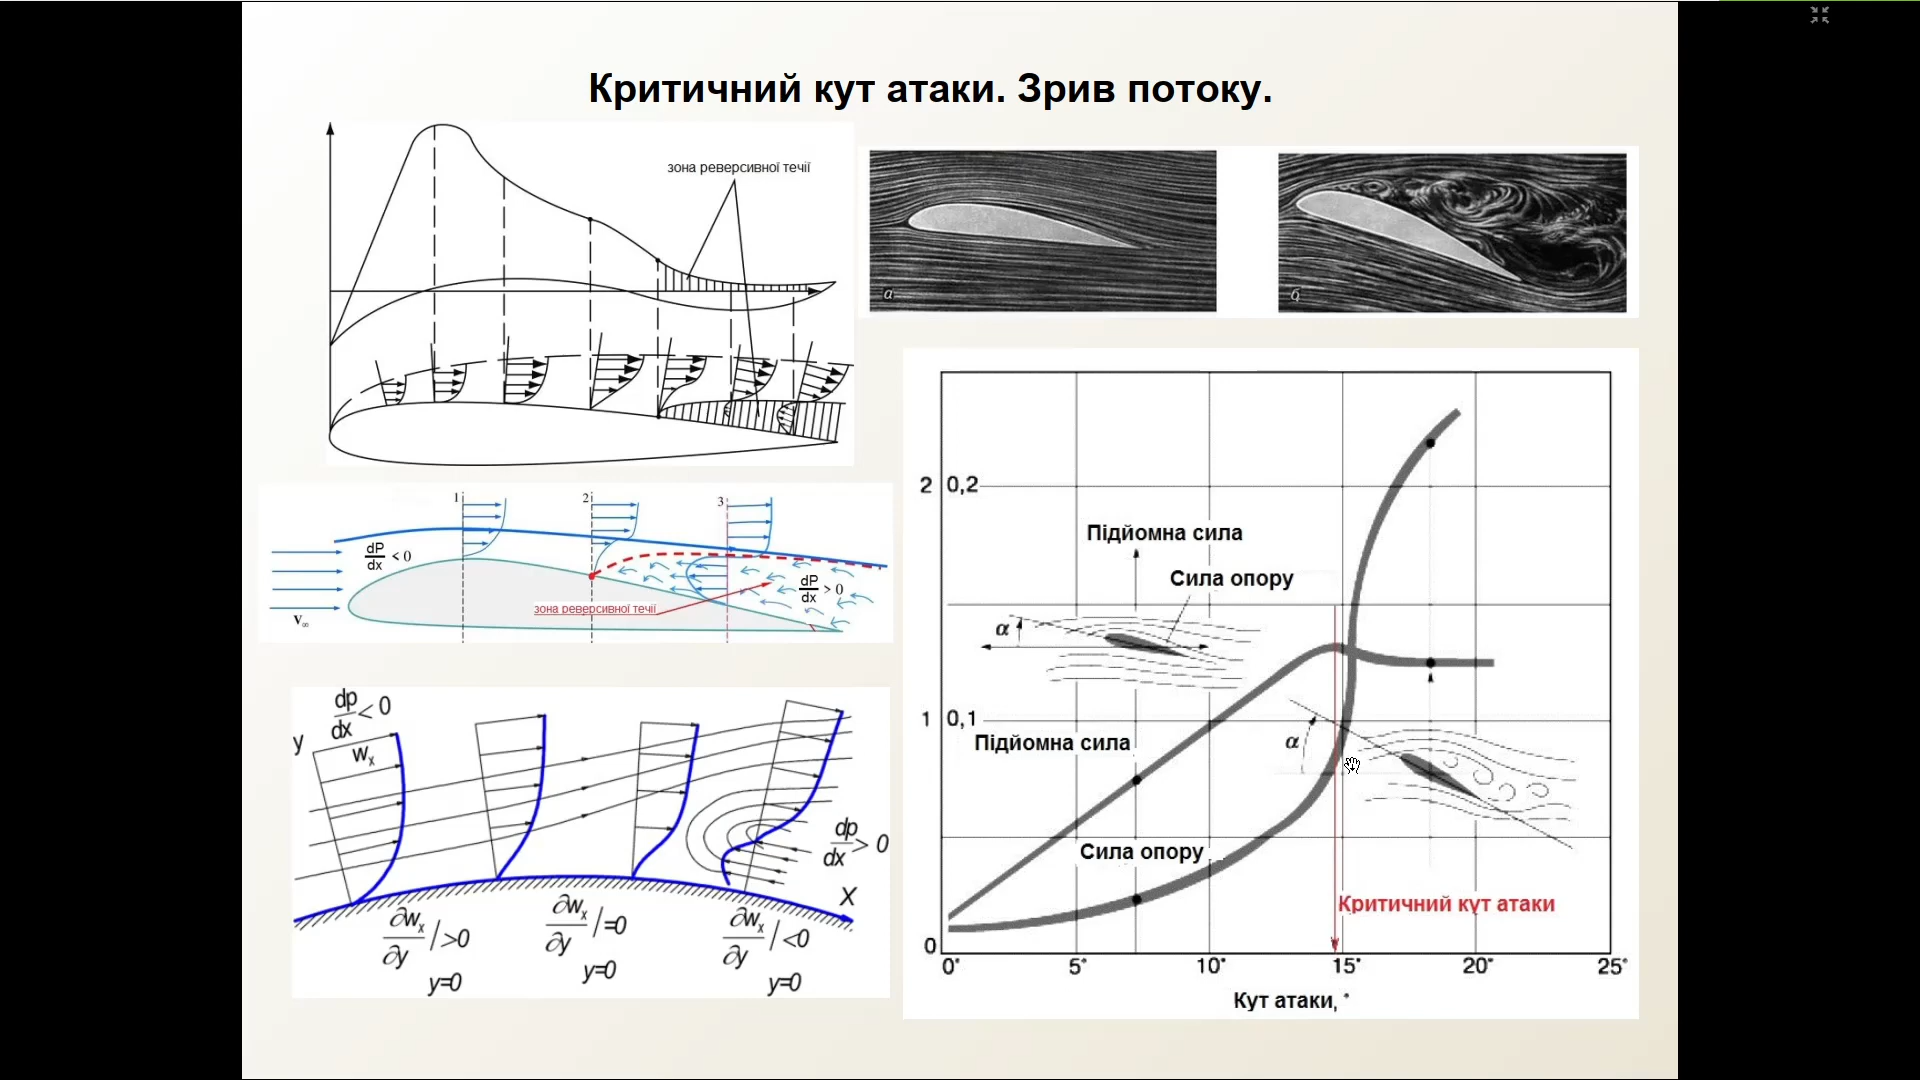 Критичний кут атаки. Зрив потоку.
зона реверсивної течії
а
б
1
2
3
dP
dx
< 0
dP
dx
> 0
зона реверсивної течії
V∞
dp
dx
< 0
y
wx
dp
dx
> 0
X
∂wx
∂y
/>0
y=0
∂wx
∂y
/=0
y=0
∂wx
∂y
/<0
y=0
2 0,2
Підйомна сила
Сила опору
α
1 0,1
Підйомна сила
α
Сила опору
Критичний кут атаки
0
0° 5° 10° 15° 20° 25°
Кут атаки, °